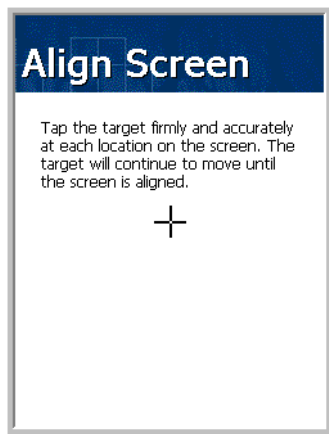 Align Screen
Tap the target firmly and accurately
at each location on the screen. The
target will continue to move until
the screen is aligned.